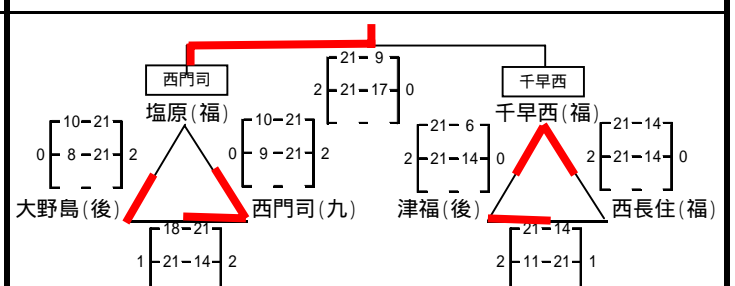 21-9
2 21-17 0
-
西門司
千早西
塩原(福)
千早西(福)
10-21
0 8-21 2
-
10-21
0 9-21 2
-
21-6
2 21-14 0
-
21-14
2 21-14 0
-
大野島(後)
西門司(九)
津福(後)
西長住(福)
18-21
1 21-14 2
21-14
2 11-21 1